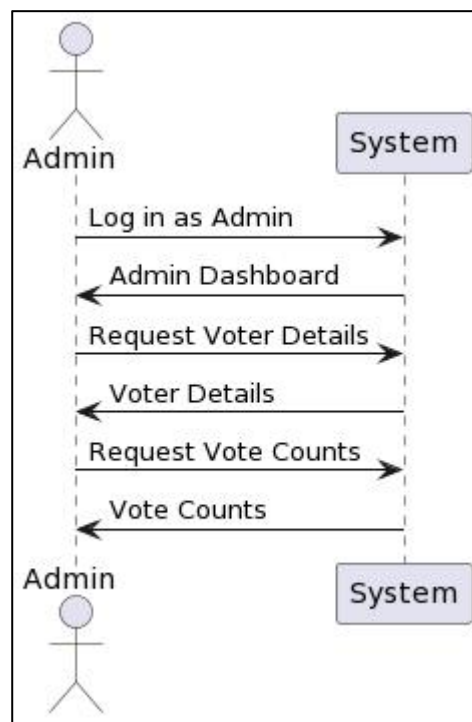 Admin
System
Log in as Admin
Admin Dashboard
Request Voter Details
Voter Details
Request Vote Counts
Vote Counts
Admin
System